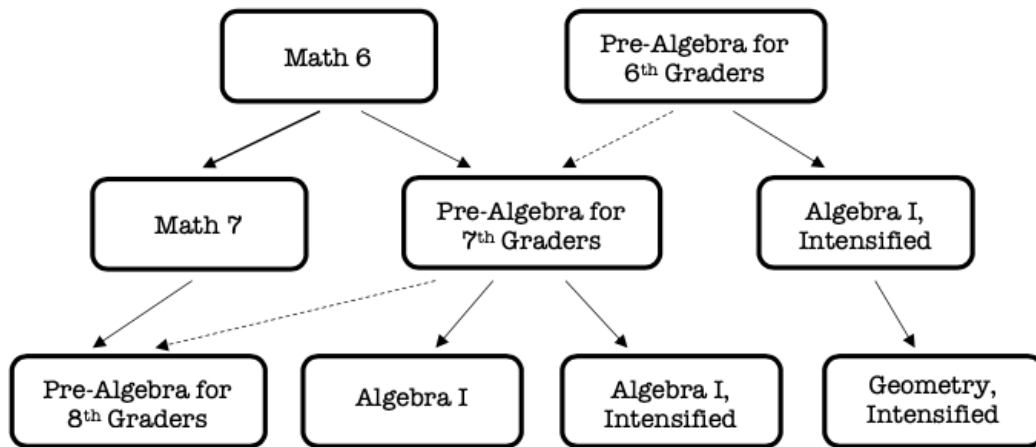 Math 6
Pre-Algebra for
6th Graders
Math 7
Pre-Algebra for
7th Graders
Algebra I,
Intensified
Pre-Algebra for
8th Graders
Algebra I
Algebra I,
Intensified
Geometry,
Intensified